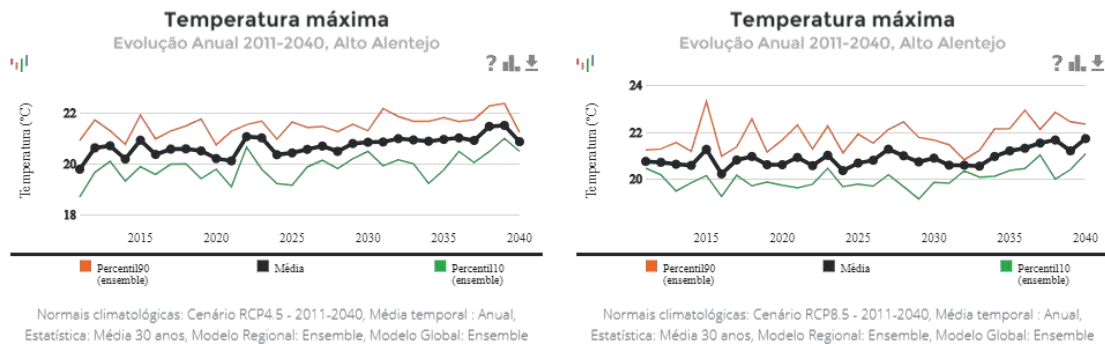 Temperatura máxima
Evolução Anual 2011-2040, Alto Alentejo
?
Temperatura (°C)
22
20
18
2015
2020
2025
2030
2035
2040
Percentil90
(ensemble)
Média
Percentil10
(ensemble)
Normais climatológicas: Cenário RCP4.5 - 2011-2040, Média temporal : Anual,
Estatística: Média 30 anos, Modelo Regional: Ensemble, Modelo Global: Ensemble
Temperatura máxima
Evolução Anual 2011-2040, Alto Alentejo
?
Temperatura (°C)
24
22
20
2015
2020
2025
2030
2035
2040
Percentil90
(ensemble)
Média
Percentil10
(ensemble)
Normais climatológicas: Cenário RCP8.5 - 2011-2040, Média temporal : Anual,
Estatística: Média 30 anos, Modelo Regional: Ensemble, Modelo Global: Ensemble